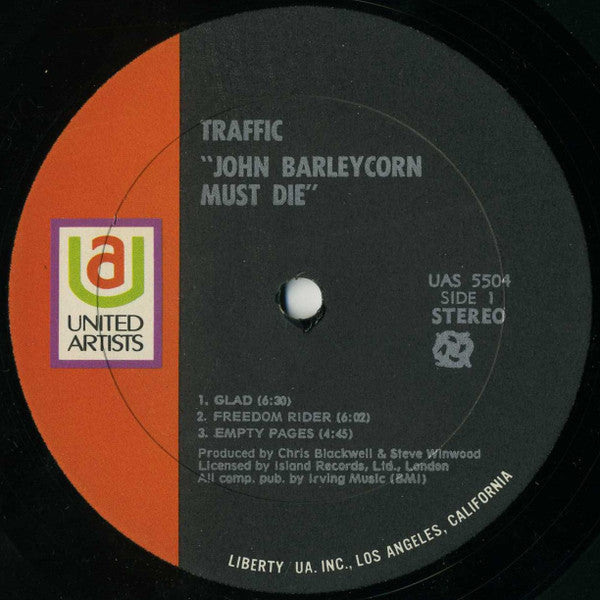 TRAFFIC
"JOHN BARLEYCORN
MUST DIE"
ua
UNITED
ARTISTS
UAS 5504
SIDE 1
STEREO
1. GLAD (6:30)
2. FREEDOM RIDER (6:02)
3. EMPTY PAGES (4:45)
Produced by Chris Blackwell & Steve Winwood
Licensed by Island Records, Ltd., London
All comp. pub. by Irving Music (BMI)
LIBERTY / UA. INC., LOS ANGELES, CALIFORNIA